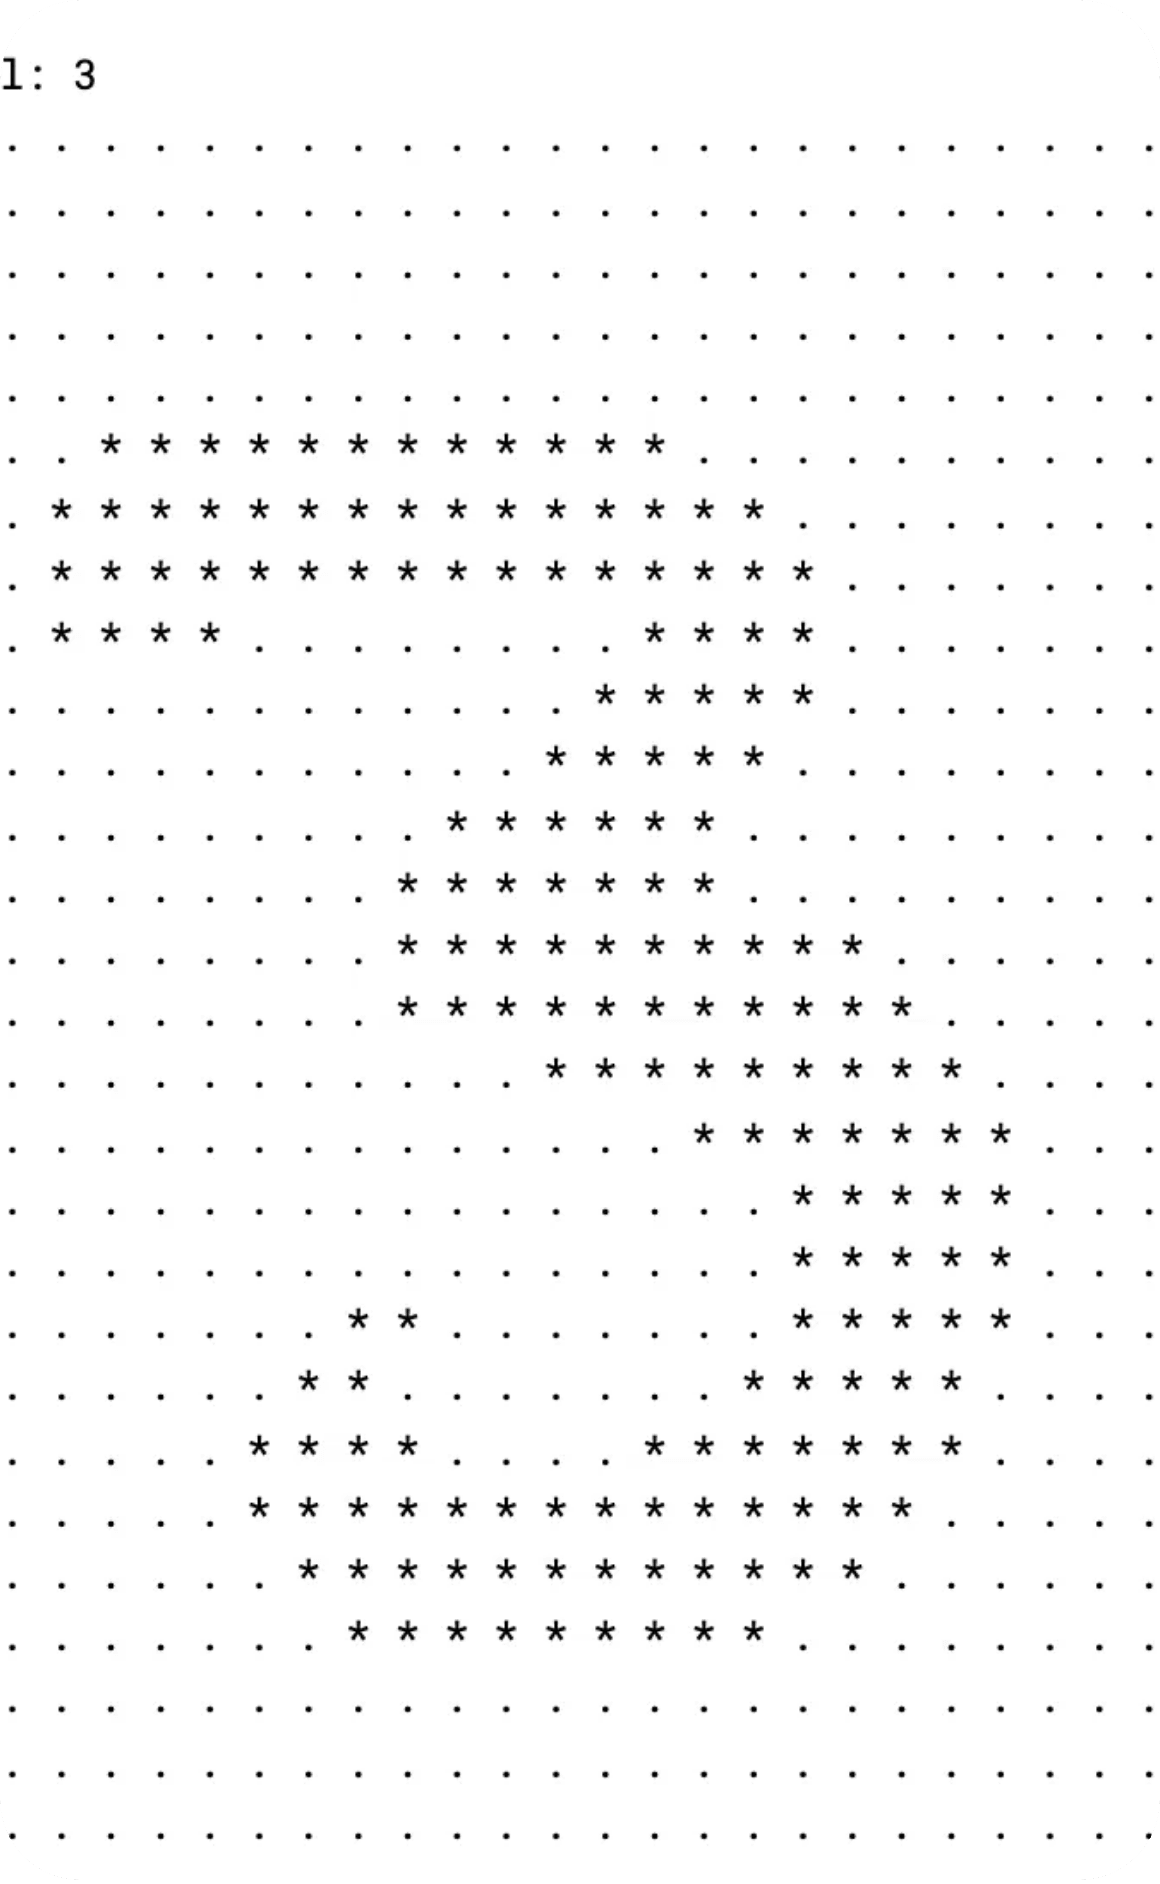 l: 3
. . . . . . . . . . . . . . . . . . . . . . . .
. . . . . . . . . . . . . . . . . . . . . . . .
. . . . . . . . . . . . . . . . . . . . . . . .
. . . . . . . . . . . . . . . . . . . . . . . .
. . . . . . . . . . . . . . . . . . . . . . . .
. . * * * * * * * * * * * * . . . . . . . . . .
. * * * * * * * * * * * * * * * . . . . . . . .
. * * * * * * * * * * * * * * * * . . . . . . .
. * * * * . . . . . . . . * * * * . . . . . . .
. . . . . . . . . . . . * * * * * . . . . . . .
. . . . . . . . . . . * * * * * . . . . . . . .
. . . . . . . . . * * * * * * . . . . . . . . .
. . . . . . . . * * * * * * * . . . . . . . . .
. . . . . . . . * * * * * * * * * * . . . . . .
. . . . . . . . * * * * * * * * * * * . . . . .
. . . . . . . . . . . * * * * * * * * * . . . .
. . . . . . . . . . . . . . * * * * * * * . . .
. . . . . . . . . . . . . . . . * * * * * . . .
. . . . . . . . . . . . . . . . * * * * * . . .
. . . . . . . * * . . . . . . . * * * * * . . .
. . . . . . * * . . . . . . . * * * * * . . . .
. . . . . * * * * . . . . * * * * * * * . . . .
. . . . . * * * * * * * * * * * * * * . . . . .
. . . . . . * * * * * * * * * * * * . . . . . .
. . . . . . . * * * * * * * * * . . . . . . . .
. . . . . . . . . . . . . . . . . . . . . . . .
. . . . . . . . . . . . . . . . . . . . . . . .
. . . . . . . . . . . . . . . . . . . . . . . .